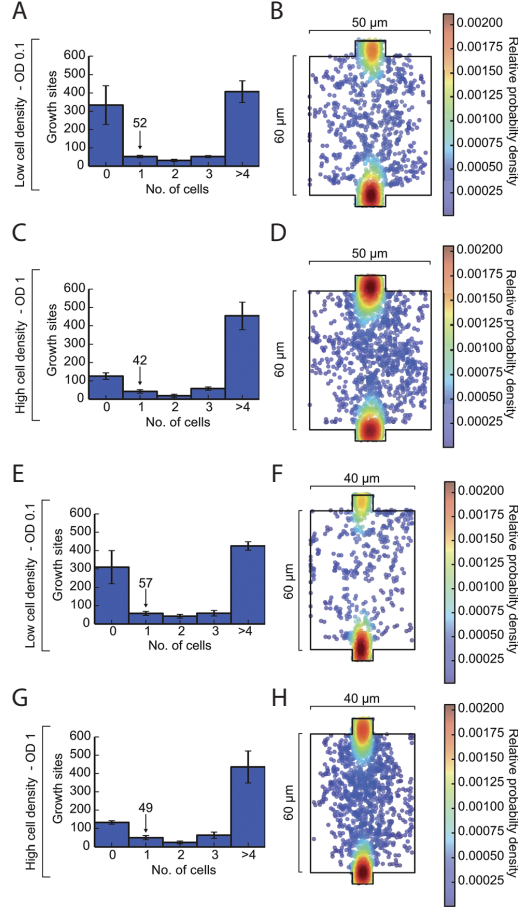 A
Low cell density - OD 0.1
Growth sites
600
500
400
300
200
100
0
52
0 1 2 3 >4
No. of cells
B
50 µm
60 µm
0.00200
0.00175
0.00150
0.00125
0.00100
0.00075
0.00050
0.00025
Relative probabilty density
C
High cell density - OD 1
Growth sites
600
500
400
300
200
100
0
42
0 1 2 3 >4
No. of cells
D
50 µm
60 µm
0.00200
0.00175
0.00150
0.00125
0.00100
0.00075
0.00050
0.00025
Relative probability density
E
Low cell density - OD 0.1
Growth sites
600
500
400
300
200
100
0
57
0 1 2 3 >4
No. of cells
F
40 µm
60 µm
0.00200
0.00175
0.00150
0.00125
0.00100
0.00075
0.00050
0.00025
Relative probability density
G
High cell density - OD 1
Growth sites
600
500
400
300
200
100
0
49
0 1 2 3 >4
No. of cells
H
40 µm
60 µm
0.00200
0.00175
0.00150
0.00125
0.00100
0.00075
0.00050
0.00025
Relative probability density